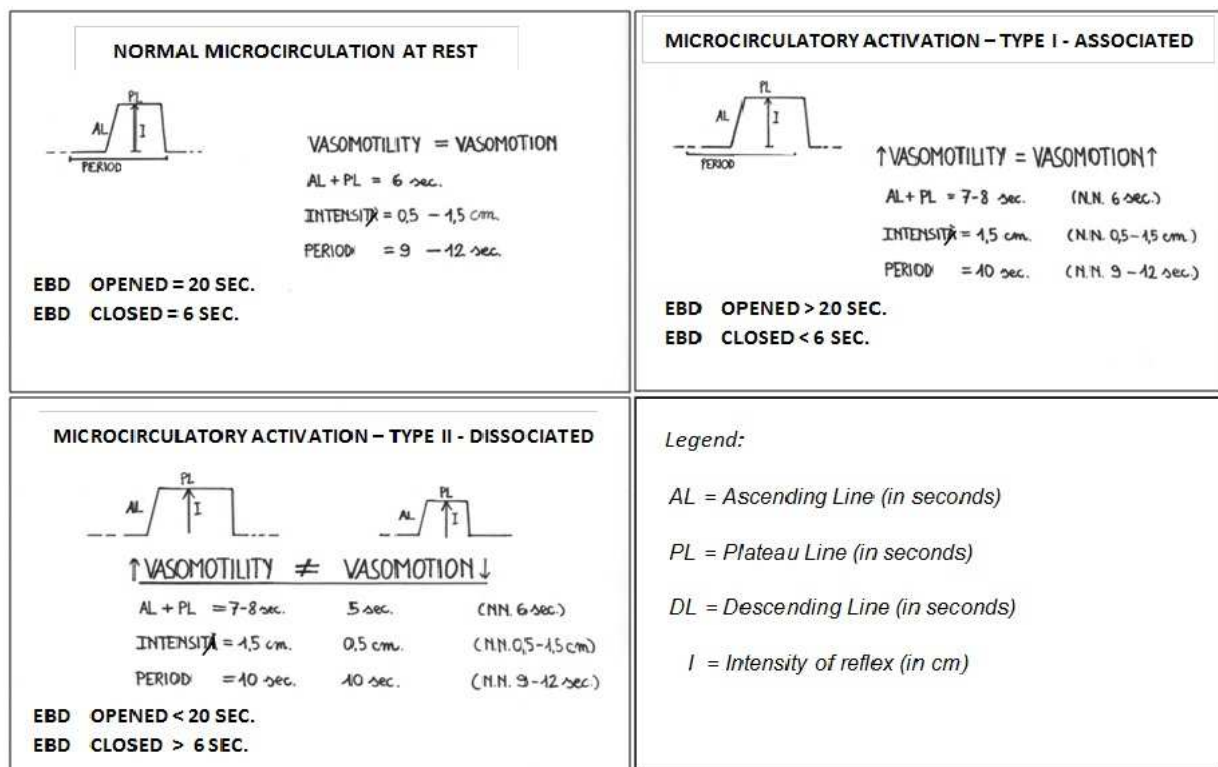 NORMAL MICROCIRCULATION AT REST
PL
AL
I
PERIOD
VASOMOTILITY = VASOMOTION
AL + PL = 6 sec.
INTENSITÀ = 0,5 - 1,5 cm.
PERIOD = 9 - 12 sec.
EBD OPENED = 20 SEC.
EBD CLOSED = 6 SEC.
MICROCIRCULATORY ACTIVATION – TYPE I - ASSOCIATED
PL
AL
I
PERIOD
↑VASOMOTILITY = VASOMOTION↑
AL + PL = 7-8 sec. (N.N. 6 sec.)
INTENSITÀ = 1,5 cm. (N.N. 0,5-1,5 cm)
PERIOD = 10 sec. (N.N. 9-12 sec.)
EBD OPENED > 20 SEC.
EBD CLOSED < 6 SEC.
MICROCIRCULATORY ACTIVATION – TYPE II - DISSOCIATED
PL
AL
I
PL
AL
I
↑VASOMOTILITY ≠ VASOMOTION↓
AL + PL = 7-8 sec. 5 sec. (NN. 6 sec.)
INTENSITÀ = 1,5 cm. 0,5 cm. (N.N. 0,5-1,5 cm)
PERIOD = 10 sec. 10 sec. (N.N. 9-12 sec.)
EBD OPENED < 20 SEC.
EBD CLOSED > 6 SEC.
Legend:
AL = Ascending Line (in seconds)
PL = Plateau Line (in seconds)
DL = Descending Line (in seconds)
I = Intensity of reflex (in cm)